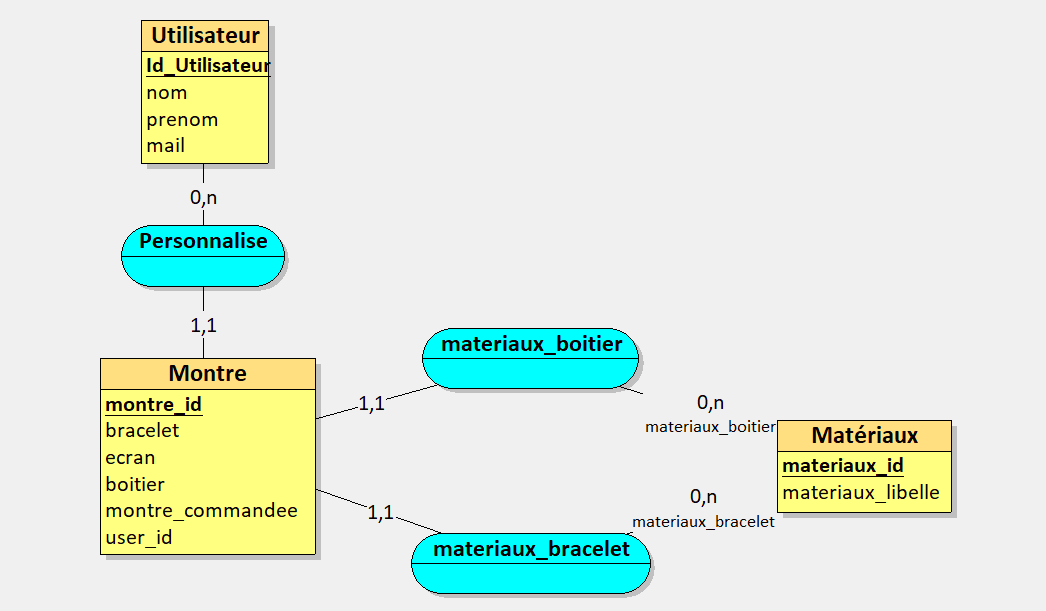 Utilisateur
Id_Utilisateur
nom
prenom
mail
0,n
Personnalise
1,1
Montre
montre_id
bracelet
ecran
boitier
montre_commandee
user_id
materiaux_boitier
1,1
0,n
materiaux_boitier
Matériaux
materiaux_id
materiaux_libelle
1,1
0,n
materiaux_bracelet
materiaux_bracelet